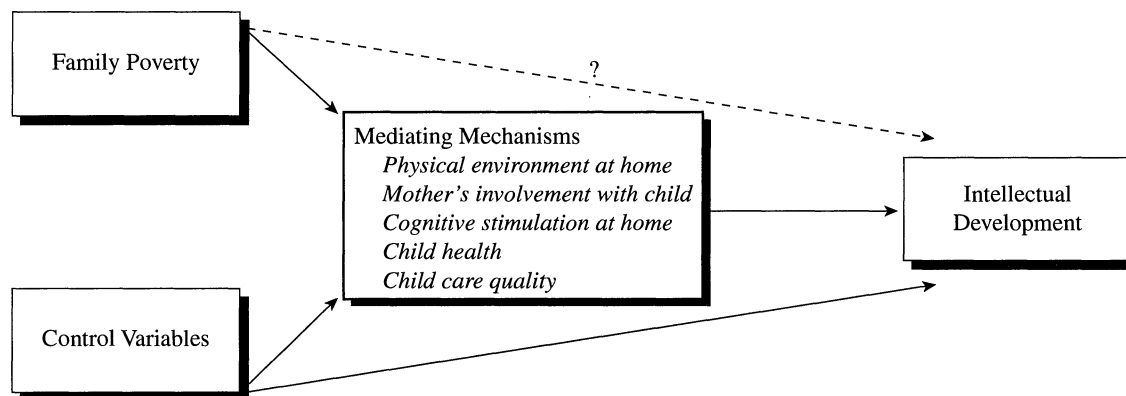 Family Poverty
?
Mediating Mechanisms
Physical environment at home
Mother's involvement with child
Cognitive stimulation at home
Child health
Child care quality
Intellectual
Development
Control Variables